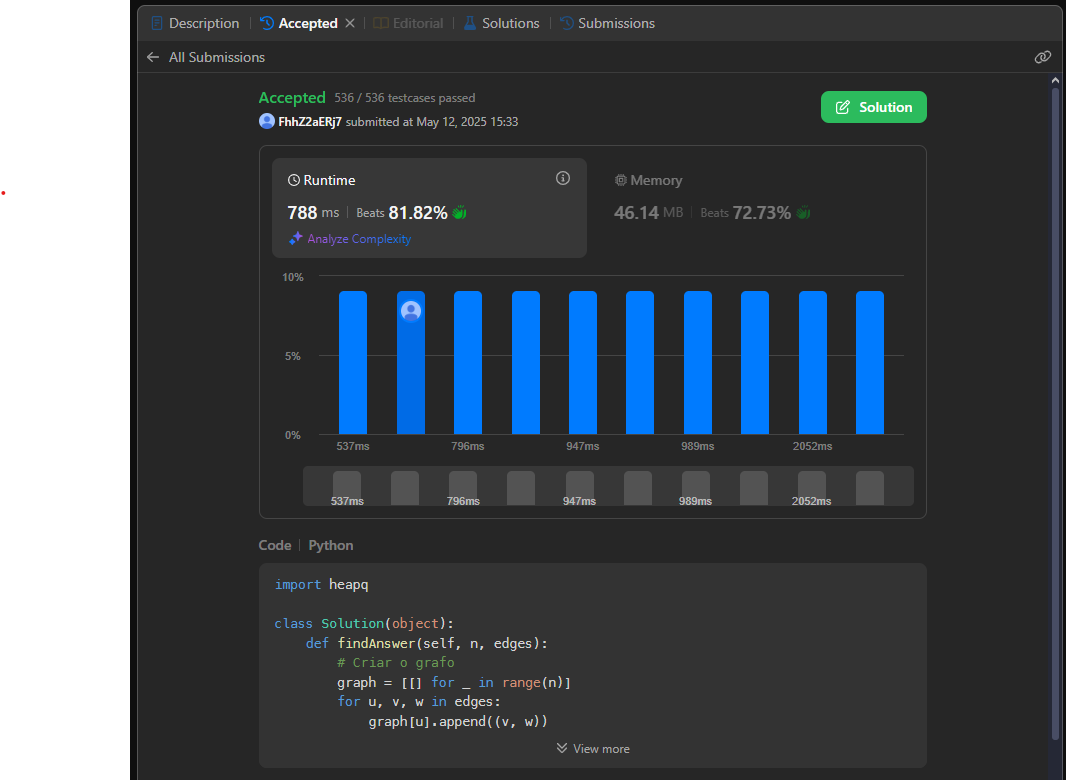 Description Accepted Editorial Solutions Submissions
All Submissions
Accepted 536 / 536 testcases passed
FhhZ2aERj7 submitted at May 12, 2025 15:33
Solution
Runtime
788 ms Beats 81.82%
Analyze Complexity
Memory
46.14 MB Beats 72.73%
10%
5%
0%
537ms 796ms 947ms 989ms 2052ms
537ms 796ms 947ms 989ms 2052ms
Code Python
import heapq
class Solution(object):
def findAnswer(self, n, edges):
# Criar o grafo
graph = [[] for _ in range(n)]
for u, v, w in edges:
graph[u].append((v, w))
View more